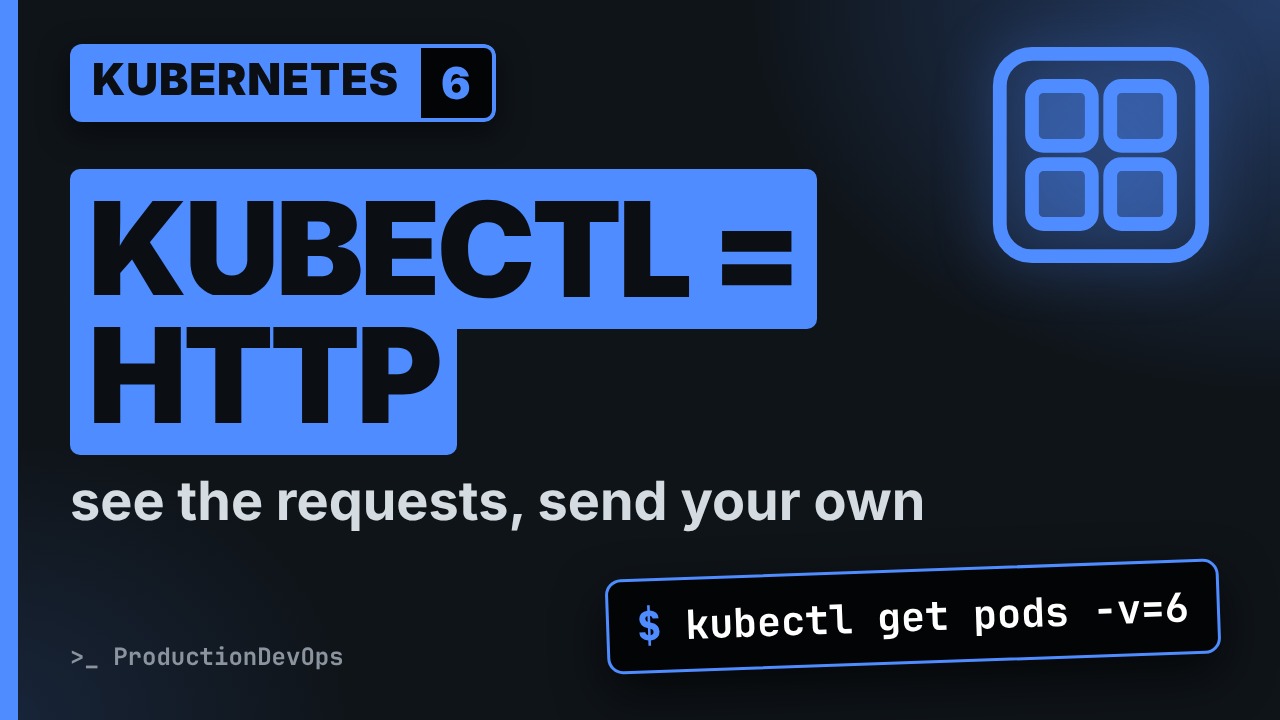 KUBERNETES 6
KUBECTL =
HTTP
see the requests, send your own
$ kubectl get pods -v=6
>_ ProductionDevOps